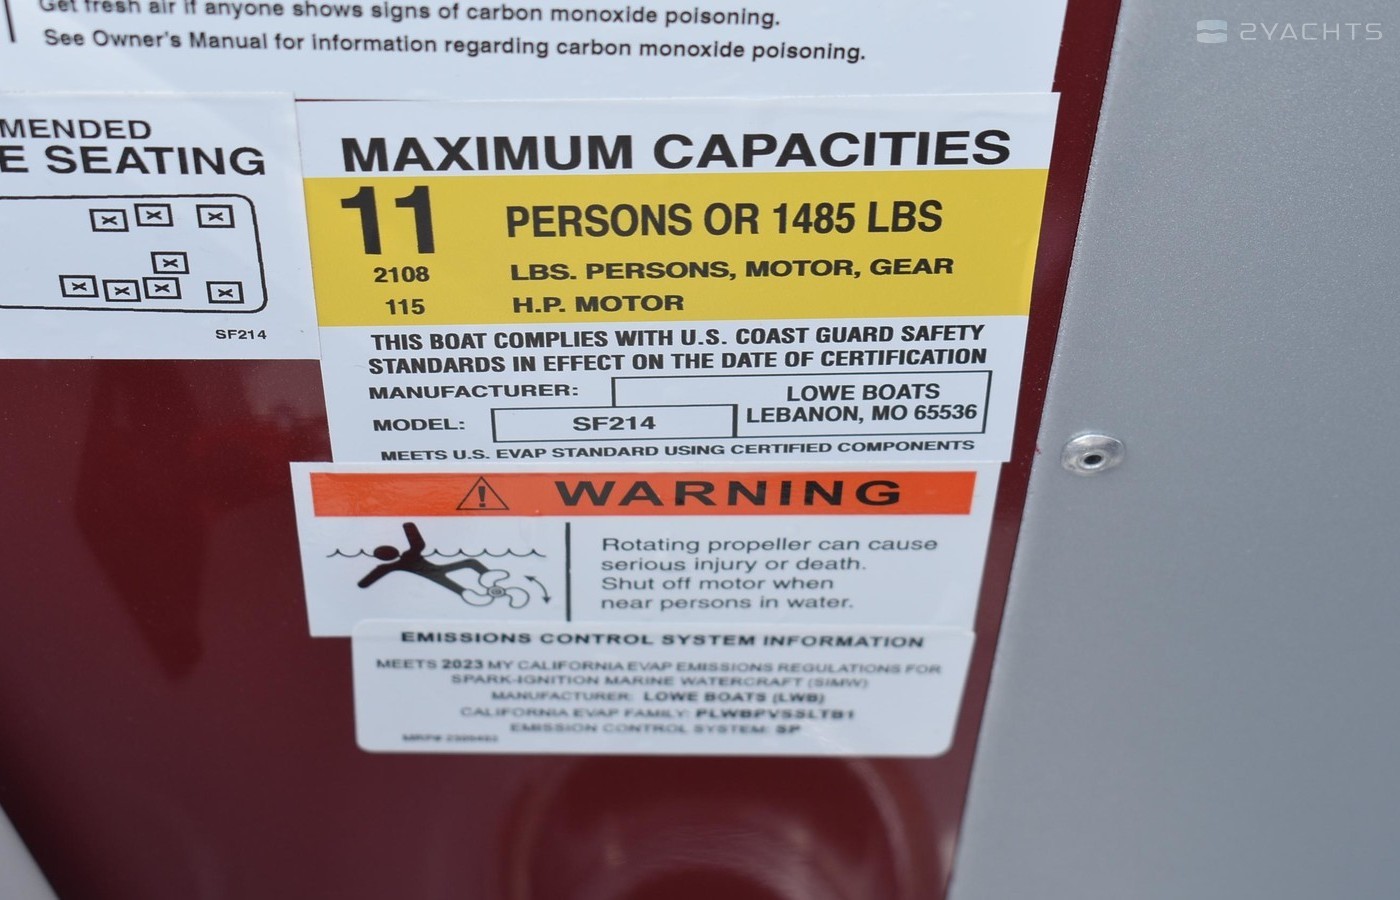 Get fresh air if anyone shows signs of carbon monoxide poisoning.
See Owner's Manual for information regarding carbon monoxide poisoning.
2YACHTS
MENDED
E SEATING
SF214
MAXIMUM CAPACITIES
11 PERSONS OR 1485 LBS
2108 LBS. PERSONS, MOTOR, GEAR
115 H.P. MOTOR
THIS BOAT COMPLIES WITH U.S. COAST GUARD SAFETY
STANDARDS IN EFFECT ON THE DATE OF CERTIFICATION
MANUFACTURER: LOWE BOATS
LEBANON, MO 65536
MODEL: SF214
MEETS U.S. EVAP STANDARD USING CERTIFIED COMPONENTS
WARNING
Rotating propeller can cause
serious injury or death.
Shut off motor when
near persons in water.
EMISSIONS CONTROL SYSTEM INFORMATION
MEETS 2023 MY CALIFORNIA EVAP EMISSIONS REGULATIONS FOR
SPARK-IGNITION MARINE WATERCRAFT (SIMW)
MANUFACTURER: LOWE BOATS (LWB)
CALIFORNIA EVAP FAMILY:
EMISSION CONTROL SYSTEM: SP